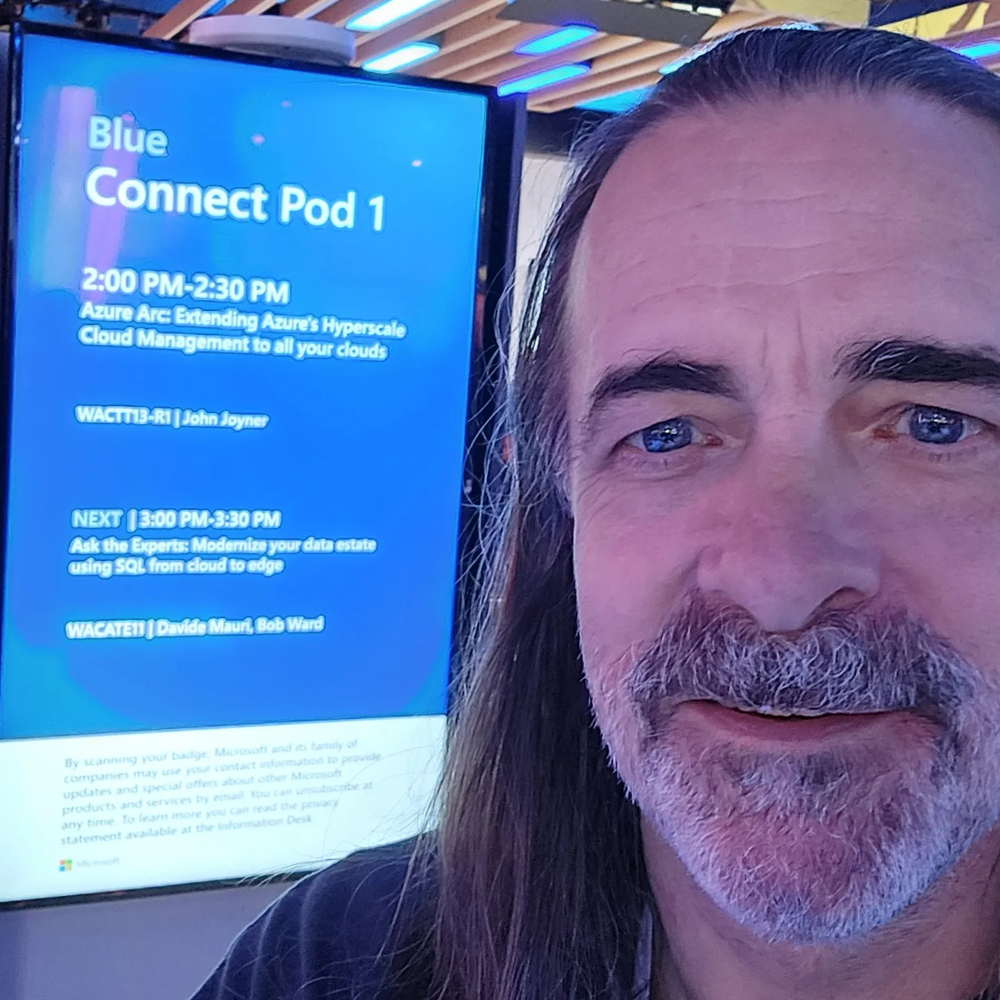 Blue
Connect Pod 1
2:00 PM-2:30 PM
Azure Arc: Extending Azure's Hyperscale
Cloud Management to all your clouds
WACTT13-R1 | John Joyner
NEXT | 3:00 PM-3:30 PM
Ask the Experts: Modernize your data estate
using SQL from cloud to edge
WACATE11 | Davide Mauri, Bob Ward
By scanning your badge, Microsoft and its family of
companies may use your contact information to provide
updates and special offers about other Microsoft
products and services by email. You can unsubscribe at
any time. To learn more you can read the privacy
statement available at the Information Desk.
Microsoft